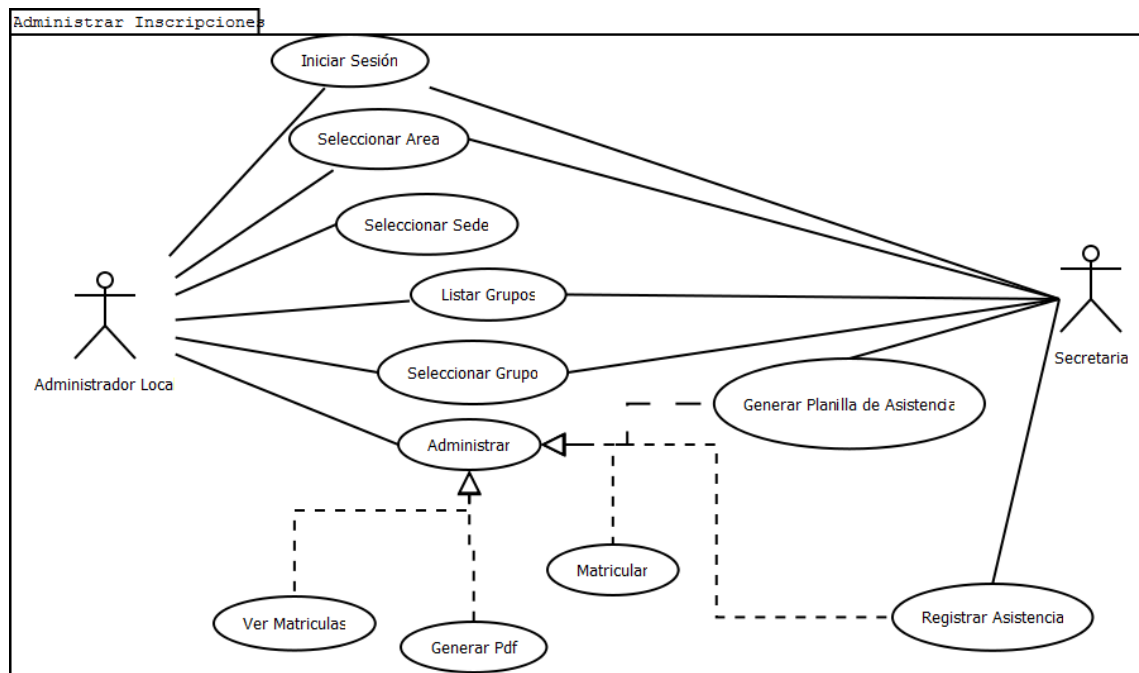 Administrar Inscripciones
Iniciar Sesión
Seleccionar Area
Seleccionar Sede
Listar Grupos
Administrador Loca
Secretaria
Seleccionar Grupo
Generar Planilla de Asistencia
Administrar
Matricular
Ver Matriculas
Registrar Asistencia
Generar Pdf